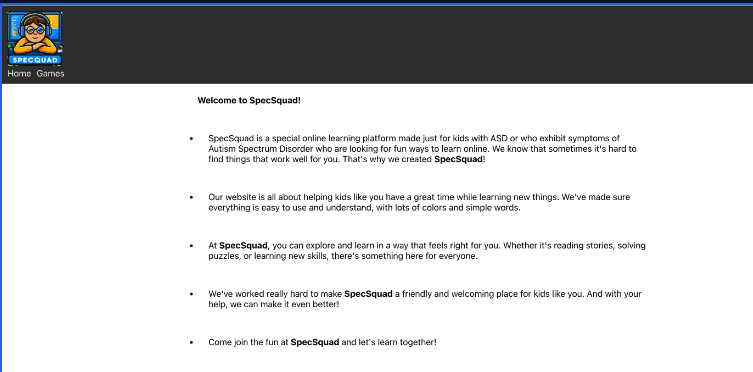 SPECQUAD
Home Games
Welcome to SpecSquad!
SpecSquad is a special online learning platform made just for kids with ASD or who exhibit symptoms of
Autism Spectrum Disorder who are looking for fun ways to learn online. We know that sometimes it's hard to
find things that work well for you. That's why we created SpecSquad!
Our website is all about helping kids like you have a great time while learning new things. We've made sure
everything is easy to use and understand, with lots of colors and simple words.
At SpecSquad, you can explore and learn in a way that feels right for you. Whether it's reading stories, solving
puzzles, or learning new skills, there's something here for everyone.
We've worked really hard to make SpecSquad a friendly and welcoming place for kids like you. And with your
help, we can make it even better!
Come join the fun at SpecSquad and let's learn together!